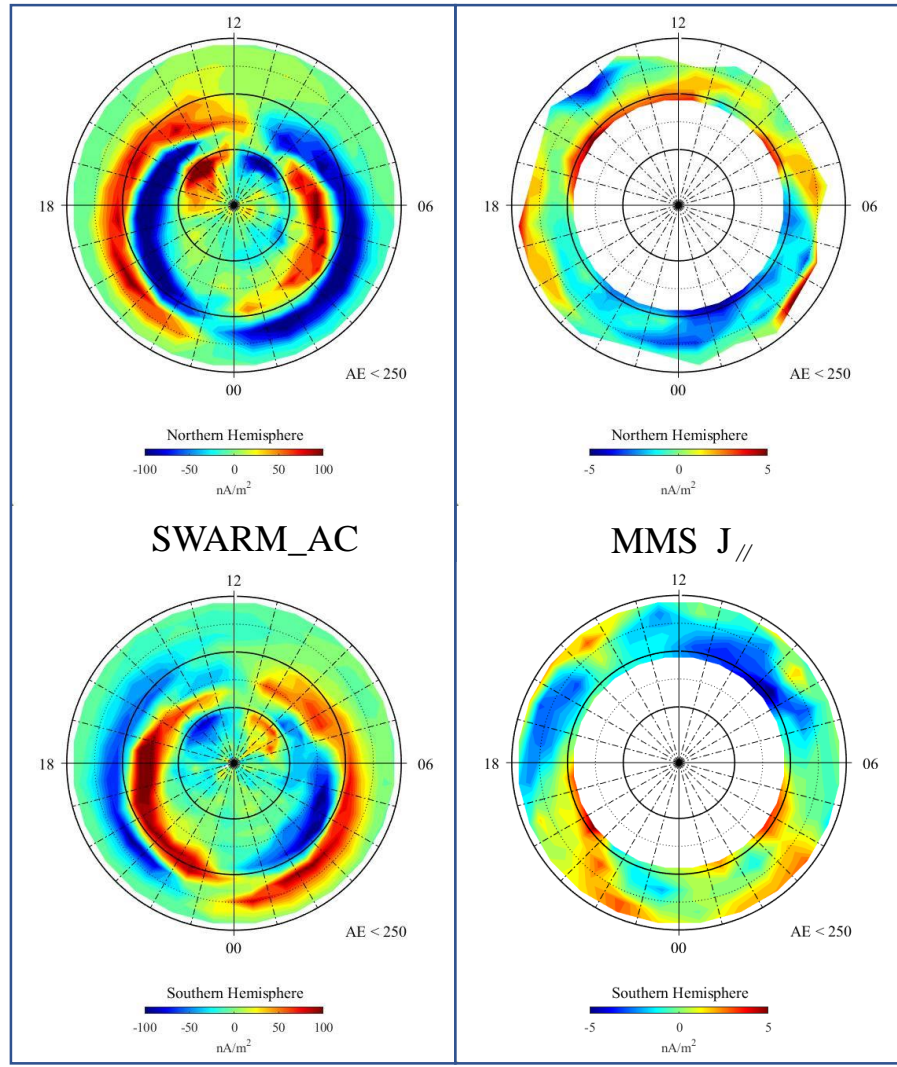 12
18
06
00
AE < 250
Northern Hemisphere
-100 -50 0 50 100
nA/m²
12
18
06
00
AE < 250
Northern Hemisphere
-5 0 5
nA/m²
SWARM_AC
MMS J//
12
18
06
00
AE < 250
Southern Hemisphere
-100 -50 0 50 100
nA/m²
12
18
06
00
AE < 250
Southern Hemisphere
-5 0 5
nA/m²